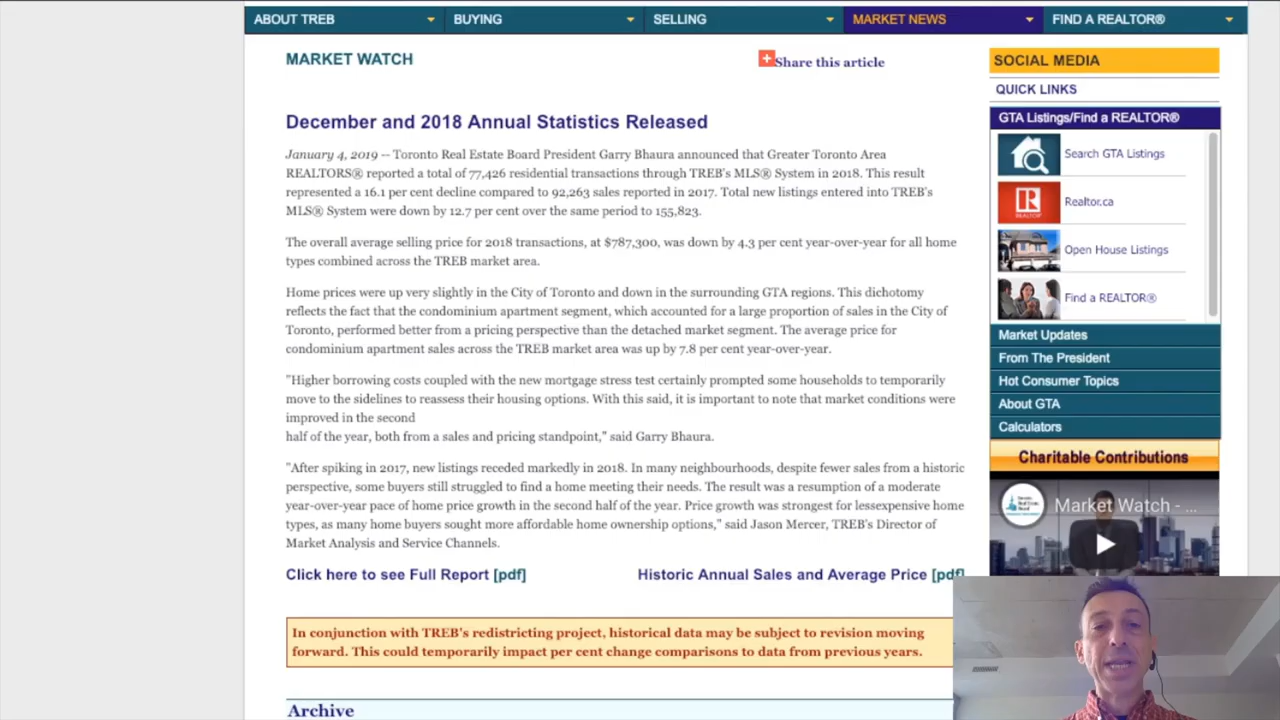 ABOUT TREB
BUYING
SELLING
MARKET NEWS
FIND A REALTOR®
MARKET WATCH
Share this article
December and 2018 Annual Statistics Released
January 4, 2019 -- Toronto Real Estate Board President Garry Bhaura announced that Greater Toronto Area
REALTORS® reported a total of 77,426 residential transactions through TREB's MLS® System in 2018. This result
represented a 16.1 per cent decline compared to 92,263 sales reported in 2017. Total new listings entered into TREB's
MLS® System were down by 12.7 per cent over the same period to 155,823.
The overall average selling price for 2018 transactions, at $787,300, was down by 4.3 per cent year-over-year for all home
types combined across the TREB market area.
Home prices were up very slightly in the City of Toronto and down in the surrounding GTA regions. This dichotomy
reflects the fact that the condominium apartment segment, which accounted for a large proportion of sales in the City of
Toronto, performed better from a pricing perspective than the detached market segment. The average price for
condominium apartment sales across the TREB market area was up by 7.8 per cent year-over-year.
"Higher borrowing costs coupled with the new mortgage stress test certainly prompted some households to temporarily
move to the sidelines to reassess their housing options. With this said, it is important to note that market conditions were
improved in the second
half of the year, both from a sales and pricing standpoint," said Garry Bhaura.
"After spiking in 2017, new listings receded markedly in 2018. In many neighbourhoods, despite fewer sales from a historic
perspective, some buyers still struggled to find a home meeting their needs. The result was a resumption of a moderate
year-over-year pace of home price growth in the second half of the year. Price growth was strongest for lessexpensive home
types, as many home buyers sought more affordable home ownership options," said Jason Mercer, TREB's Director of
Market Analysis and Service Channels.
Click here to see Full Report [pdf]
Historic Annual Sales and Average Price [pdf]
In conjunction with TREB's redistricting project, historical data may be subject to revision moving
forward. This could temporarily impact per cent change comparisons to data from previous years.
Archive
SOCIAL MEDIA
QUICK LINKS
GTA Listings/Find a REALTOR®
Search GTA Listings
REALTOR
Realtor.ca
Open House Listings
Find a REALTOR®
Market Updates
From The President
Hot Consumer Topics
About GTA
Calculators
Charitable Contributions
Market Watch - ...